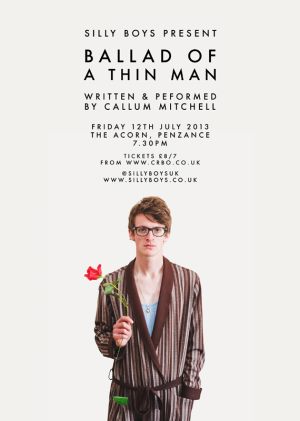 SILLY BOYS PRESENT
BALLAD OF
A THIN MAN
WRITTEN & PEFORMED
BY CALLUM MITCHELL
FRIDAY 12TH JULY 2013
THE ACORN, PENZANCE
7.30PM
TICKETS £8/7
FROM WWW.CRBO.CO.UK
@SILLYBOYSUK
WWW.SILLYBOYS.CO.UK